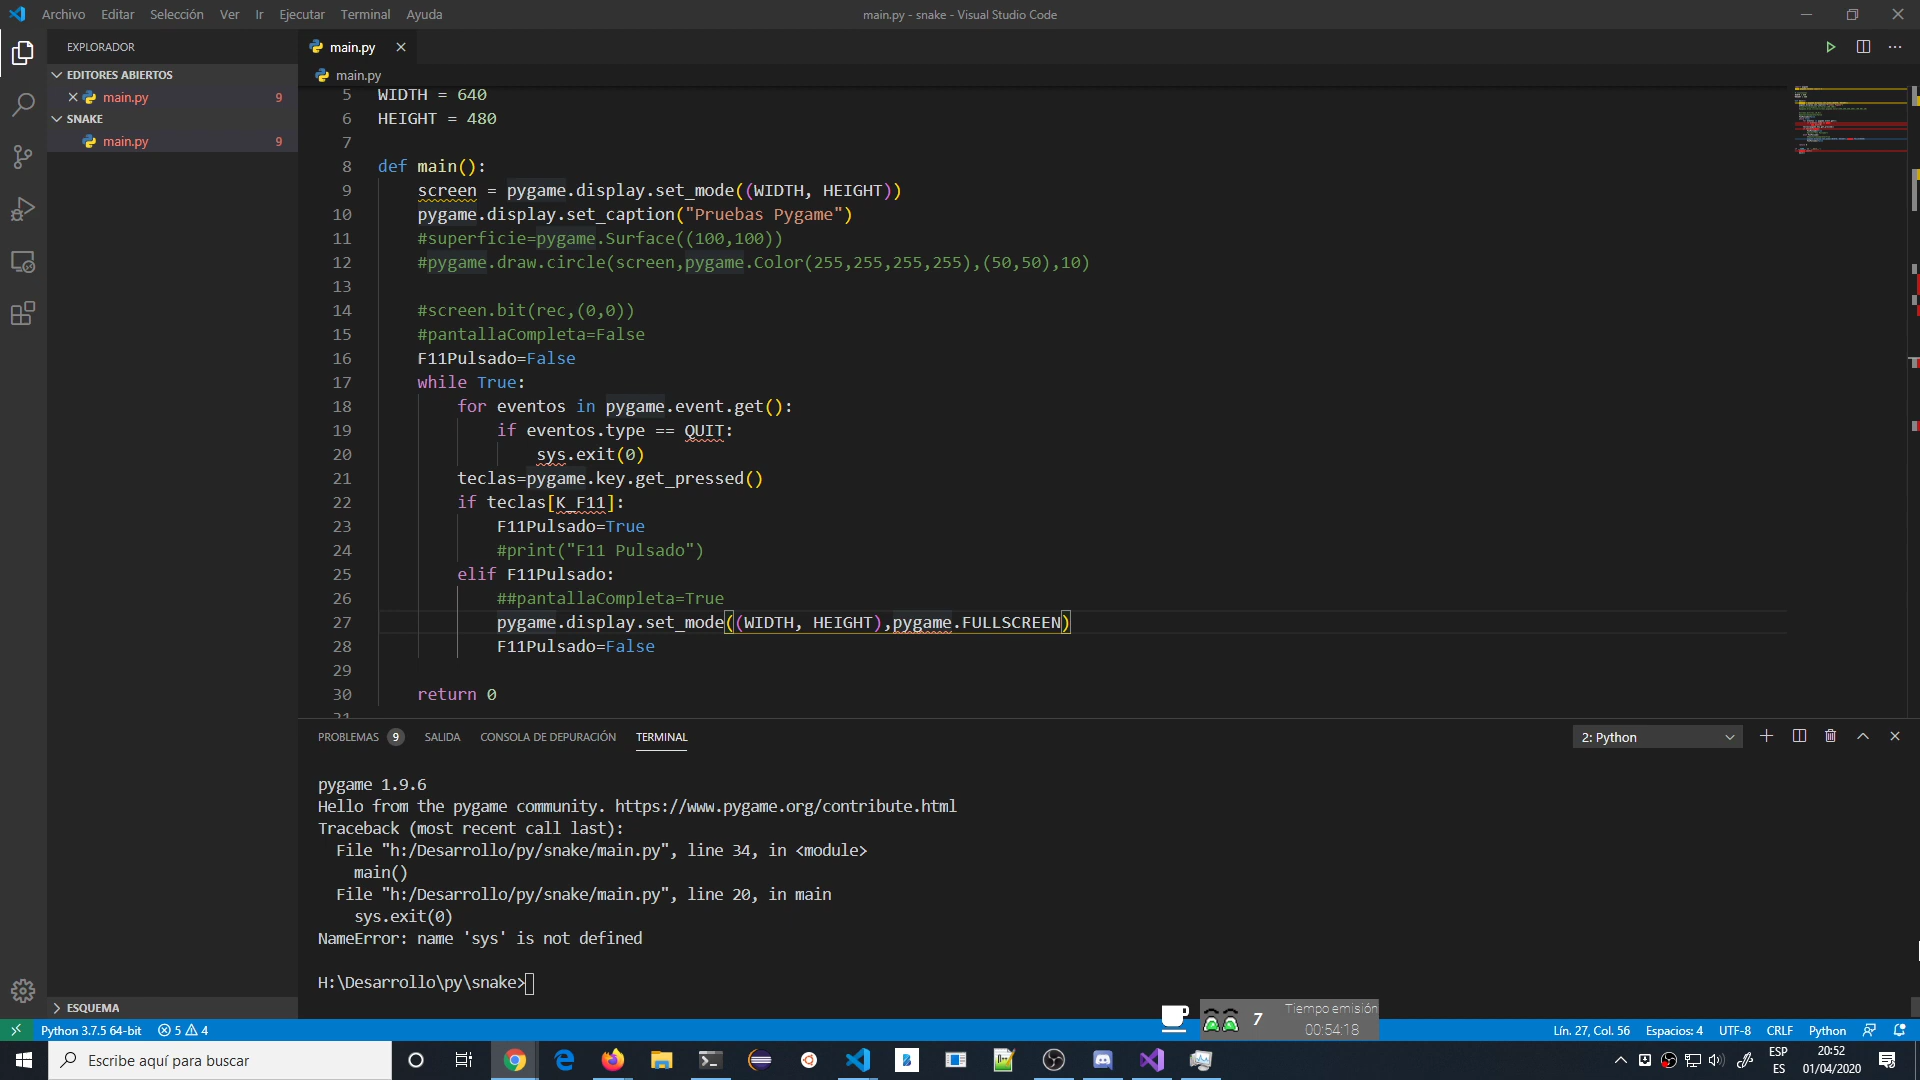 Archivo Editar Selección Ver Ir Ejecutar Terminal Ayuda
main.py - snake - Visual Studio Code
EXPLORADOR
EDITORES ABIERTOS
main.py 9
SNAKE
main.py 9
main.py
main.py
5 WIDTH = 640
6 HEIGHT = 480
7
8 def main():
9 screen = pygame.display.set_mode((WIDTH, HEIGHT))
10 pygame.display.set_caption("Pruebas Pygame")
11 #superficie=pygame.Surface((100,100))
12 #pygame.draw.circle(screen,pygame.Color(255,255,255,255),(50,50),10)
13
14 #screen.bit(rec,(0,0))
15 #pantallaCompleta=False
16 F11Pulsado=False
17 while True:
18 for eventos in pygame.event.get():
19 if eventos.type == QUIT:
20 sys.exit(0)
21 teclas=pygame.key.get_pressed()
22 if teclas[K_F11]:
23 F11Pulsado=True
24 #print("F11 Pulsado")
25 elif F11Pulsado:
26 ##pantallaCompleta=True
27 pygame.display.set_mode((WIDTH, HEIGHT),pygame.FULLSCREEN)
28 F11Pulsado=False
29
30 return 0
31
PROBLEMAS 9 SALIDA CONSOLA DE DEPURACIÓN TERMINAL
2: Python
pygame 1.9.6
Hello from the pygame community. https://www.pygame.org/contribute.html
Traceback (most recent call last):
File "h:/Desarrollo/py/snake/main.py", line 34, in <module>
main()
File "h:/Desarrollo/py/snake/main.py", line 20, in main
sys.exit(0)
NameError: name 'sys' is not defined
H:\Desarrollo\py\snake>
ESQUEMA
7 Tiempo emisión
00:54:18
Python 3.7.5 64-bit 5 4
Lín. 27, Col. 56 Espacios: 4 UTF-8 CRLF Python
Escribe aquí para buscar
ESP
ES
20:52
01/04/2020